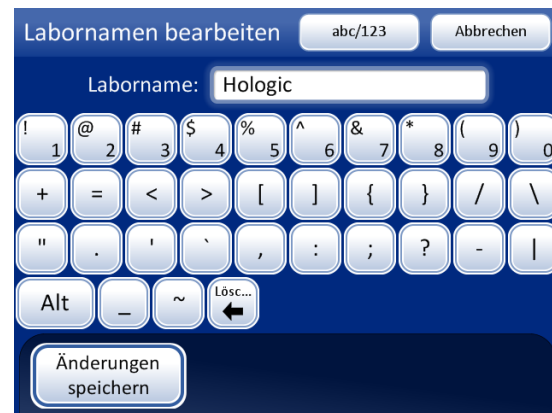 Labornamen bearbeiten abc/123 Abbrechen
Laborname: Hologic
! 1 @ 2 # 3 $ 4 % 5 ^ 6 & 7 * 8 ( 9 ) 0
+ = < > [ ] { } / \
" . ' ` , : ; ? - |
Alt _ ~ Lösc...
Änderungen
speichern